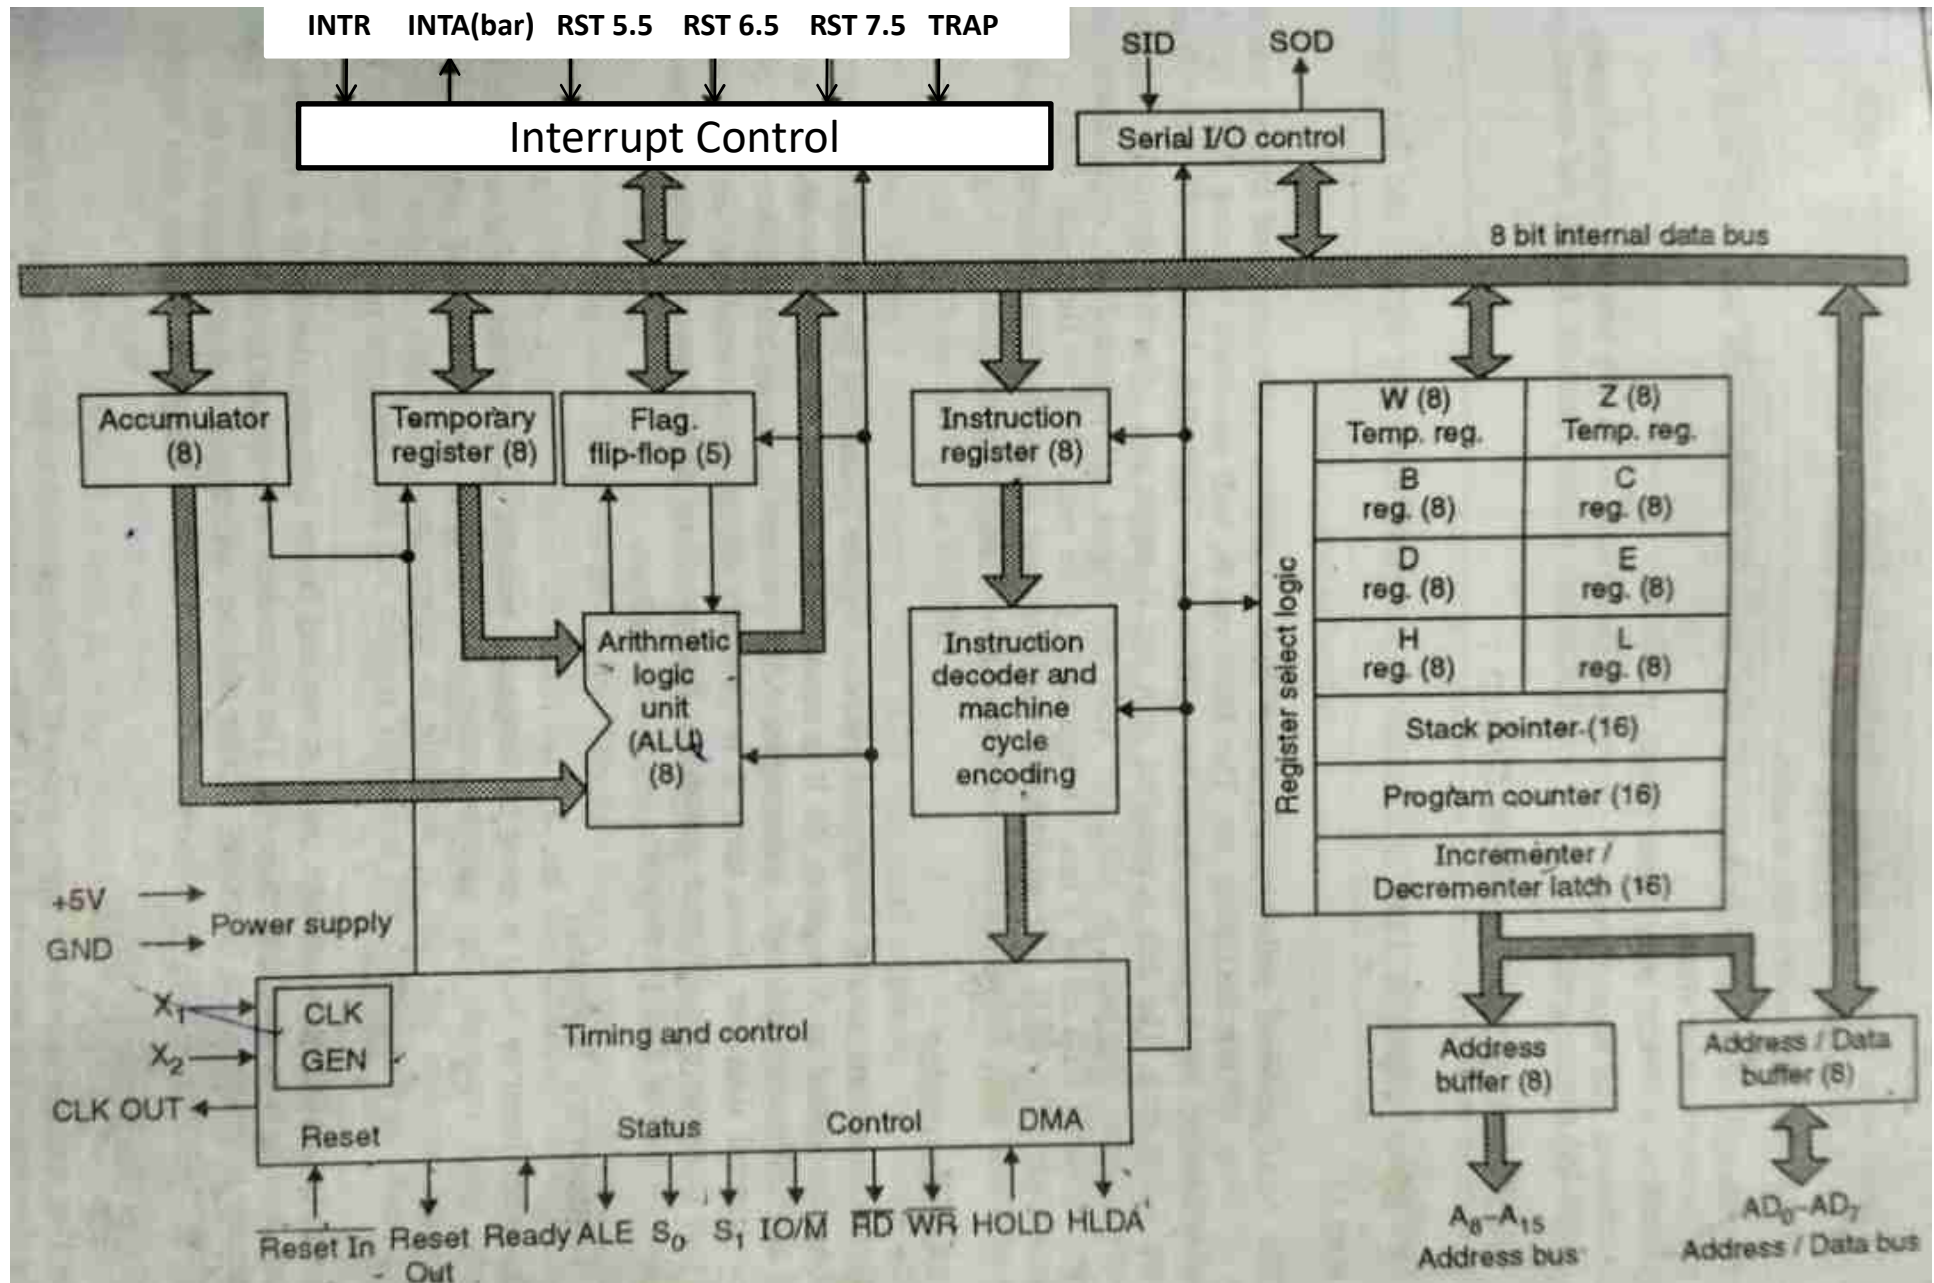 INTR INTA(bar) RST 5.5 RST 6.5 RST 7.5 TRAP
SID SOD
Interrupt Control
Serial I/O control
8 bit internal data bus
Accumulator
(8)
Temporary
register (8)
Flag.
flip-flop (5)
Instruction
register (8)
Arithmetic
logic
unit
(ALU)
(8)
Instruction
decoder and
machine
cycle
encoding
Register select logic
W (8)
Temp. reg.
Z (8)
Temp. reg.
B
reg. (8)
C
reg. (8)
D
reg. (8)
E
reg. (8)
H
reg. (8)
L
reg. (8)
Stack pointer (16)
Program counter (16)
Incrementer /
Decrementer latch (16)
+5V
GND
Power supply
X₁
X₂
CLK OUT
CLK
GEN
Timing and control
Reset Status Control DMA
R̅e̅s̅e̅t̅ ̅I̅n̅
Reset
Out
Ready ALE S₀ S₁ IO/M̅ R̅D̅ W̅R̅ HOLD HLDA
Address
buffer (8)
Address / Data
buffer (8)
A₈–A₁₅
Address bus
AD₀–AD₇
Address / Data bus